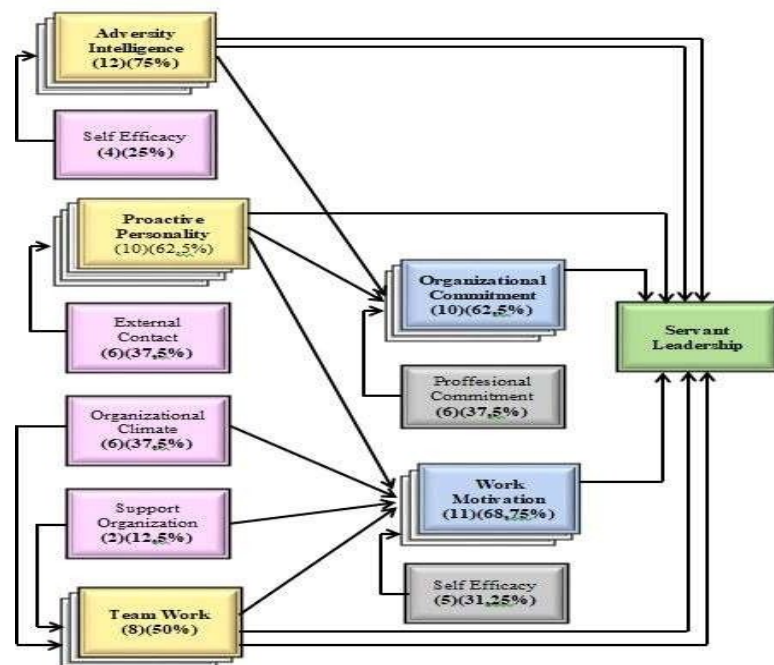 Adversity
Intelligence
(12)(75%)
Self Efficacy
(4)(25%)
Proactive
Personality
(10)(62,5%)
External
Contact
(6)(37,5%)
Organizational
Climate
(6)(37,5%)
Support
Organization
(2)(12,5%)
Team Work
(8)(50%)
Organizational
Commitment
(10)(62,5%)
Proffesional
Commitment
(6)(37,5%)
Work
Motivation
(11)(68,75%)
Self Efficacy
(5)(31,25%)
Servant
Leadership